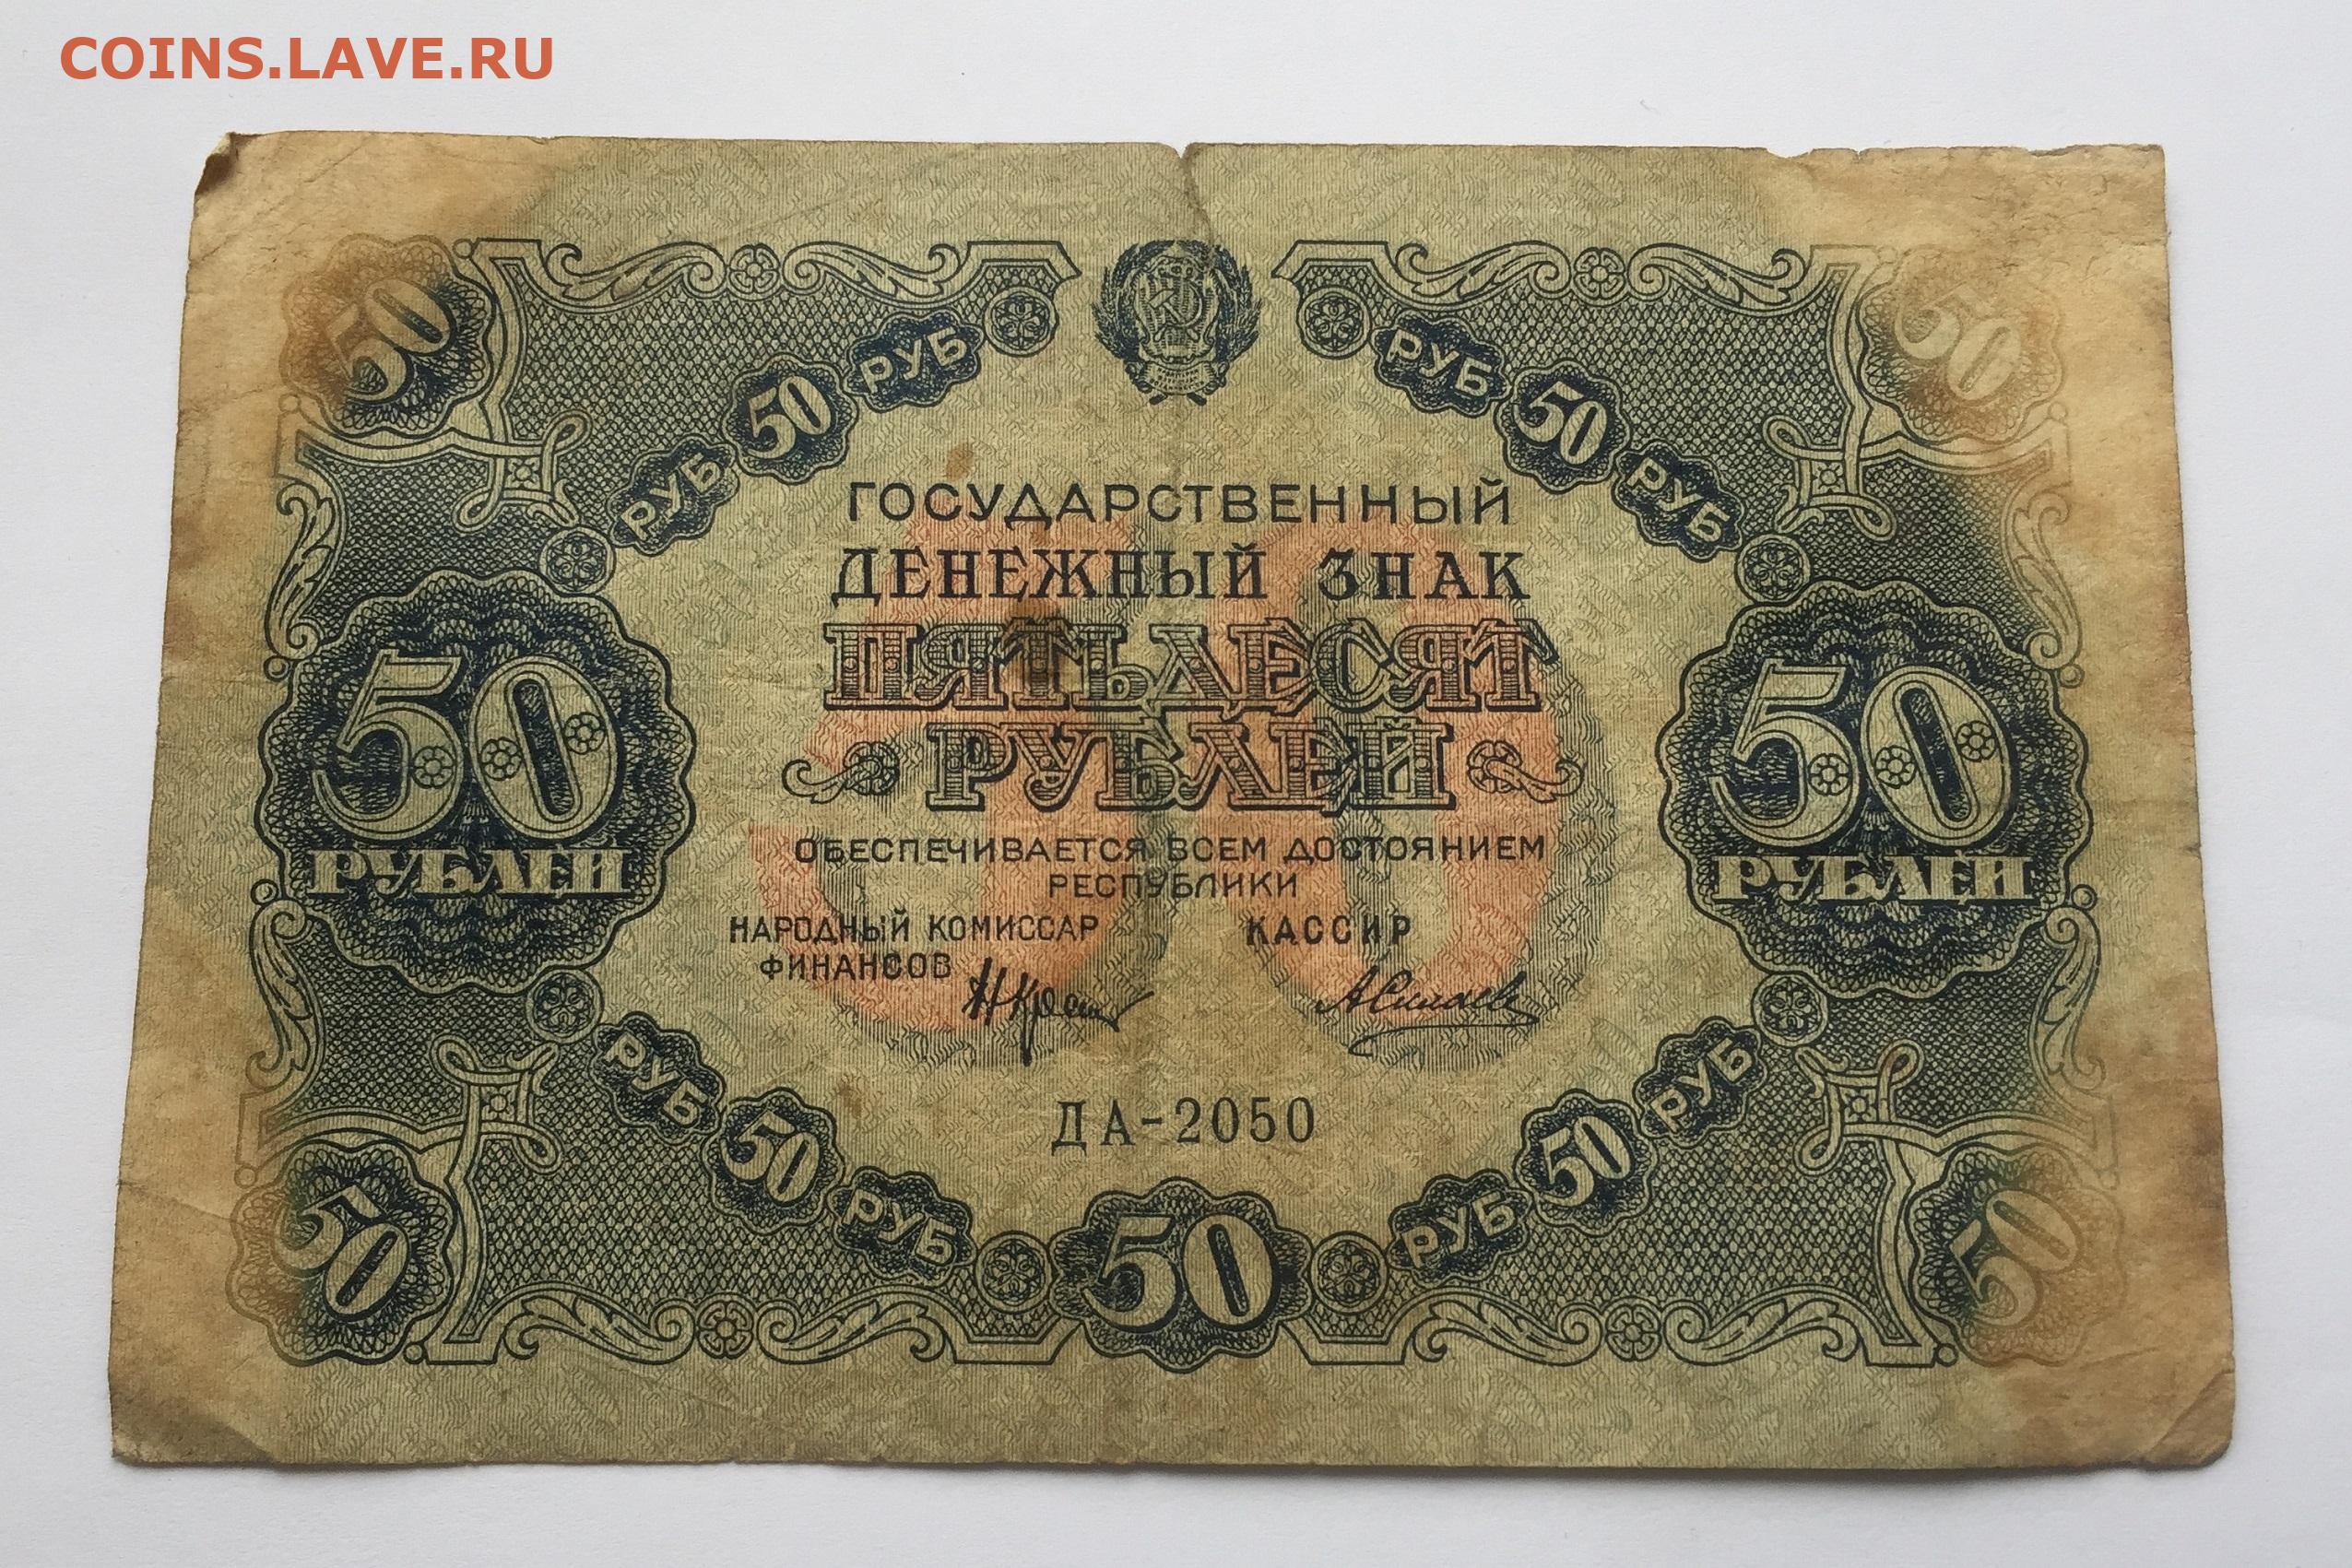 COINS.LAVE.RU
50 50
РУБ 50 РУБ РУБ 50 РУБ
ГОСУДАРСТВЕННЫЙ
ДЕНЕЖНЫЙ ЗНАК
ПЯТЬДЕСЯТ
РУБЛЕЙ
50 РУБЛЕЙ
50 РУБЛЕЙ
50
ОБЕСПЕЧИВАЕТСЯ ВСЕМ ДОСТОЯНИЕМ
РЕСПУБЛИКИ
НАРОДНЫЙ КОМИССАР
ФИНАНСОВ
КАССИР
ДА-2050
РУБ 50 РУБ РУБ 50 РУБ
50 50 50